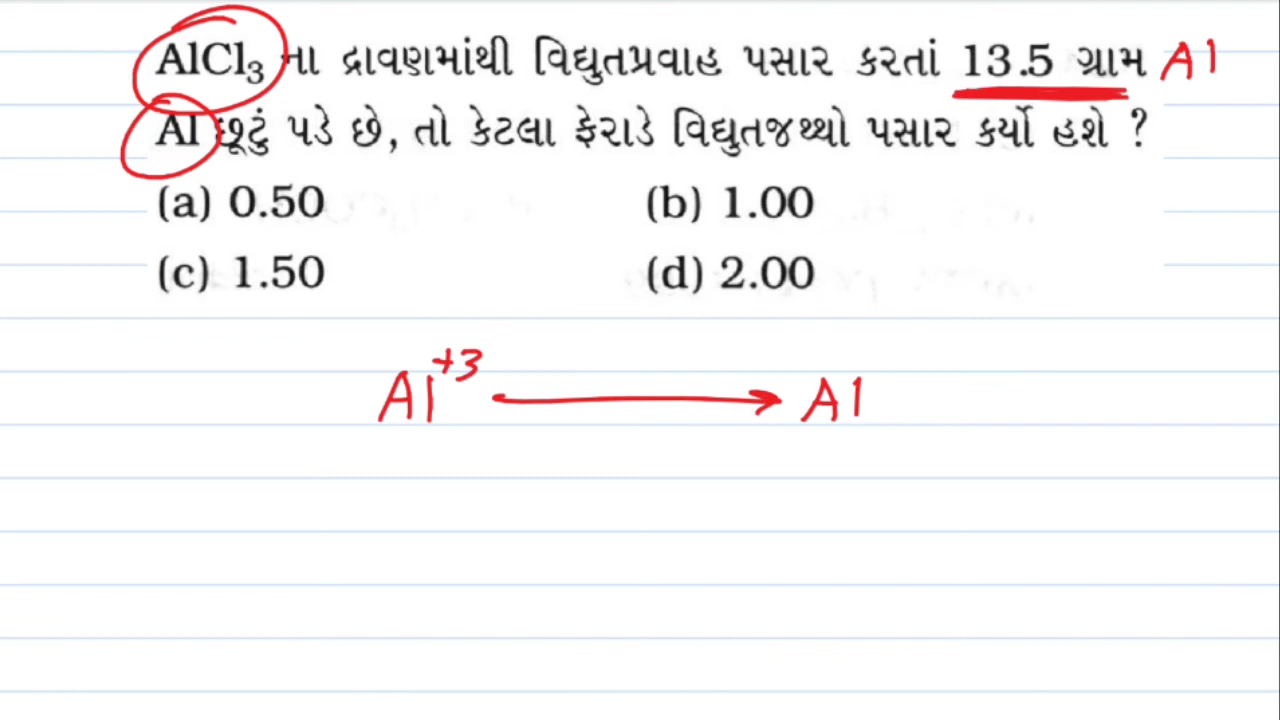 AlCl₃ ના દ્રાવણમાંથી વિદ્યુતપ્રવાહ પસાર કરતાં 13.5 ગ્રામ Al
Al છૂટું પડે છે, તો કેટલા ફેરાડે વિદ્યુતજથ્થો પસાર કર્યો હશે ?
(a) 0.50 (b) 1.00
(c) 1.50 (d) 2.00
Al⁺³ ⟶ Al